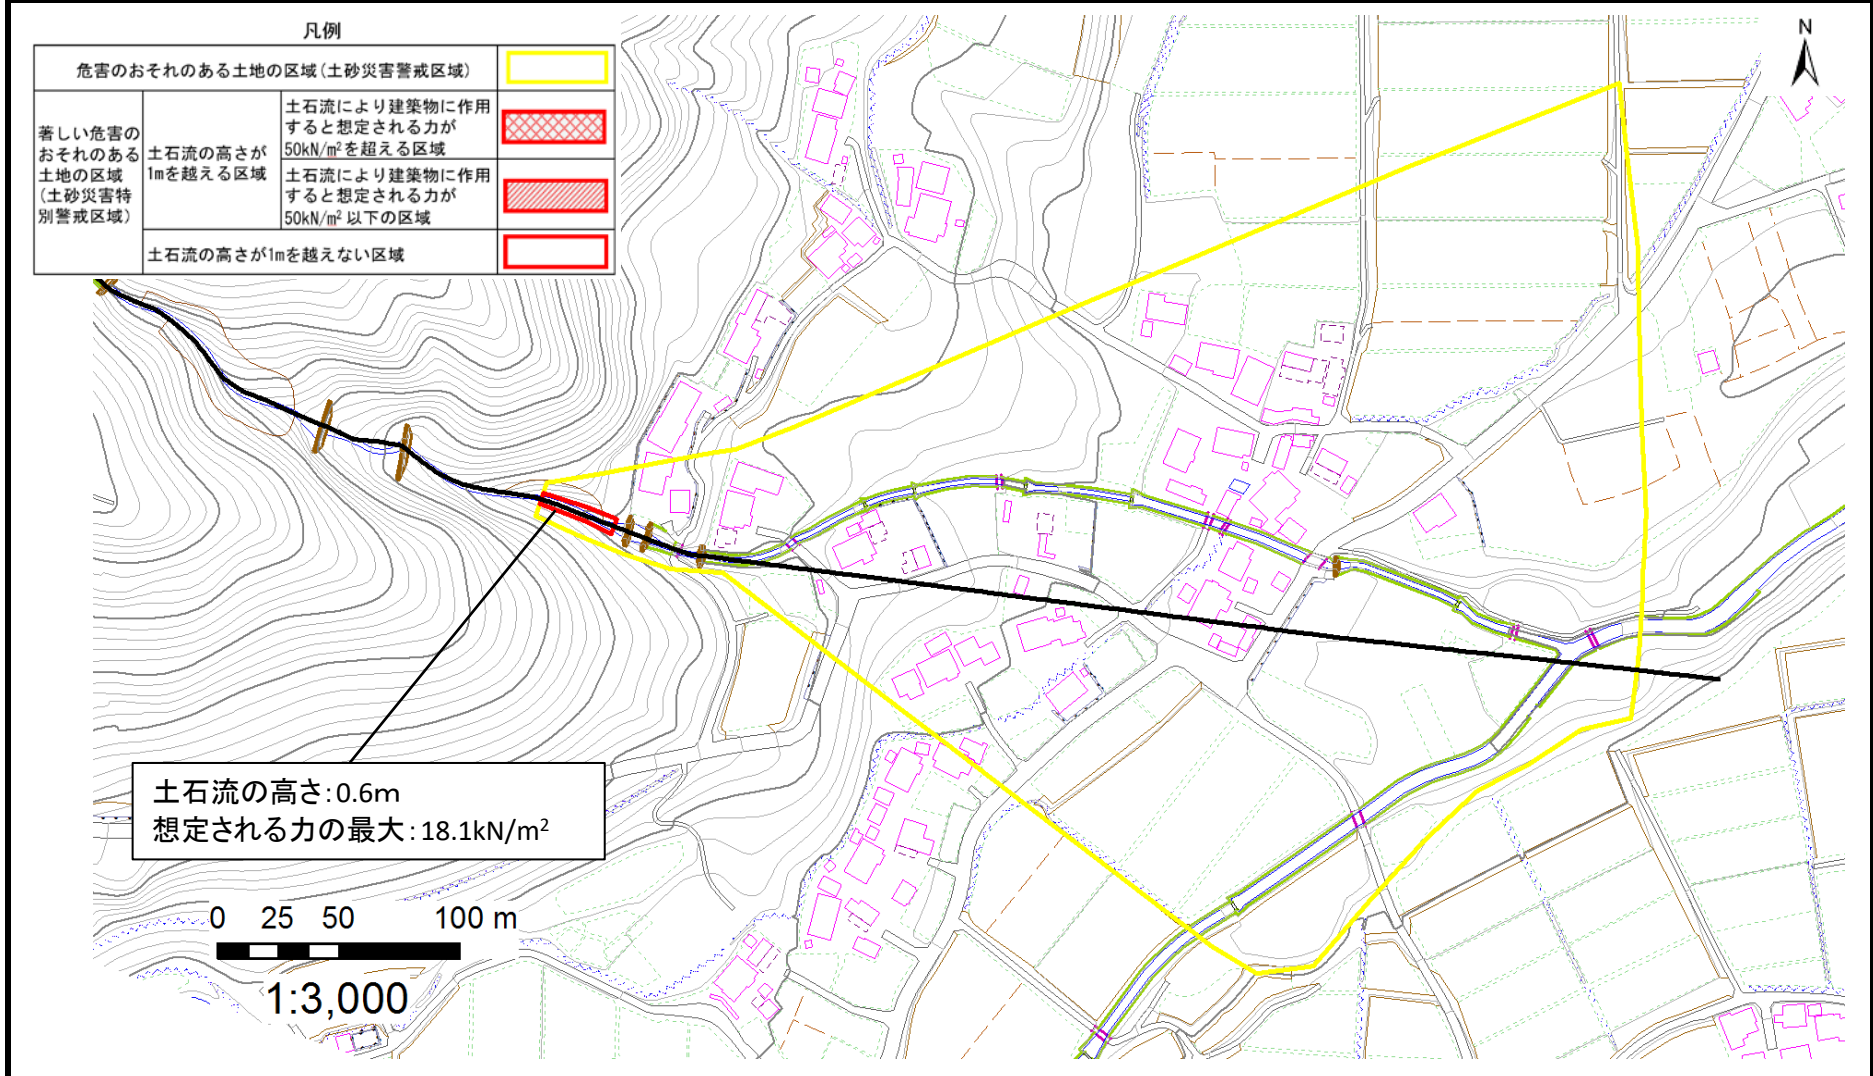 凡例
危害のおそれのある土地の区域(土砂災害警戒区域)
著しい危害の
おそれのある
土地の区域
(土砂災害特
別警戒区域)
土石流の高さが
1mを越える区域
土石流により建築物に作用
すると想定される力が
50kN/m²を超える区域
土石流により建築物に作用
すると想定される力が
50kN/m² 以下の区域
土石流の高さが1mを越えない区域
N
土石流の高さ:0.6m
想定される力の最大:18.1kN/m²
0 25 50 100 m
1:3,000